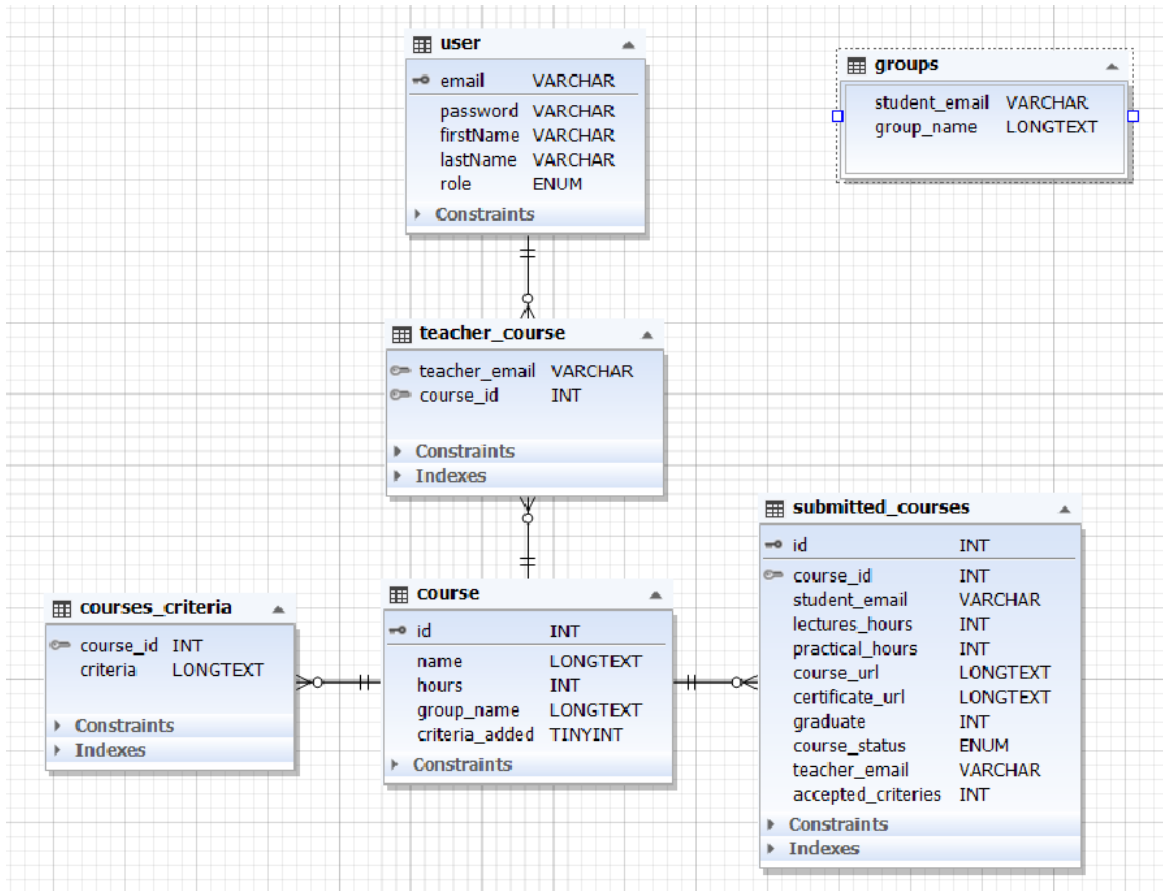 user
email VARCHAR
password VARCHAR
firstName VARCHAR
lastName VARCHAR
role ENUM
Constraints
groups
student_email VARCHAR
group_name LONGTEXT
teacher_course
teacher_email VARCHAR
course_id INT
Constraints
Indexes
courses_criteria
course_id INT
criteria LONGTEXT
Constraints
Indexes
course
id INT
name LONGTEXT
hours INT
group_name LONGTEXT
criteria_added TINYINT
Constraints
submitted_courses
id INT
course_id INT
student_email VARCHAR
lectures_hours INT
practical_hours INT
course_url LONGTEXT
certificate_url LONGTEXT
graduate INT
course_status ENUM
teacher_email VARCHAR
accepted_criteries INT
Constraints
Indexes